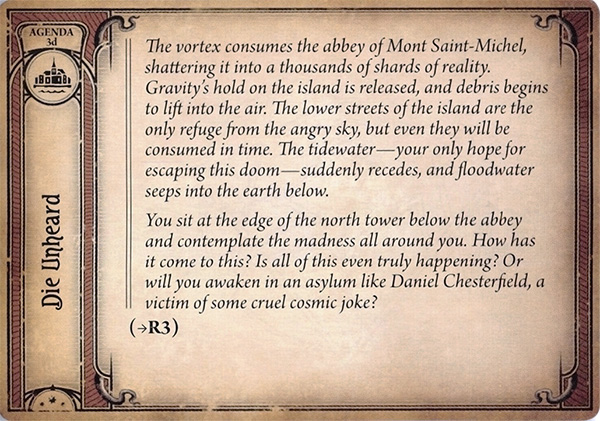 AGENDA
3d
Die Unheard
The vortex consumes the abbey of Mont Saint-Michel,
shattering it into a thousands of shards of reality.
Gravity's hold on the island is released, and debris begins
to lift into the air. The lower streets of the island are the
only refuge from the angry sky, but even they will be
consumed in time. The tidewater—your only hope for
escaping this doom—suddenly recedes, and floodwater
seeps into the earth below.
You sit at the edge of the north tower below the abbey
and contemplate the madness all around you. How has
it come to this? Is all of this even truly happening? Or
will you awaken in an asylum like Daniel Chesterfield, a
victim of some cruel cosmic joke?
(→R3)